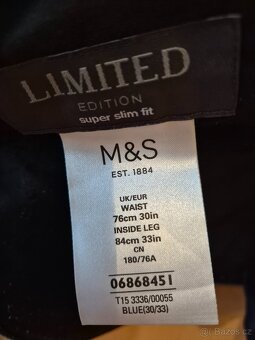 LIMITED
EDITION
super slim fit
M&S
EST. 1884
UK/EUR
WAIST
76cm 30in
INSIDE LEG
84cm 33in
CN
180/76A
06868451
T15 3336/00055
BLUE(30/33)
Bazoš.cz